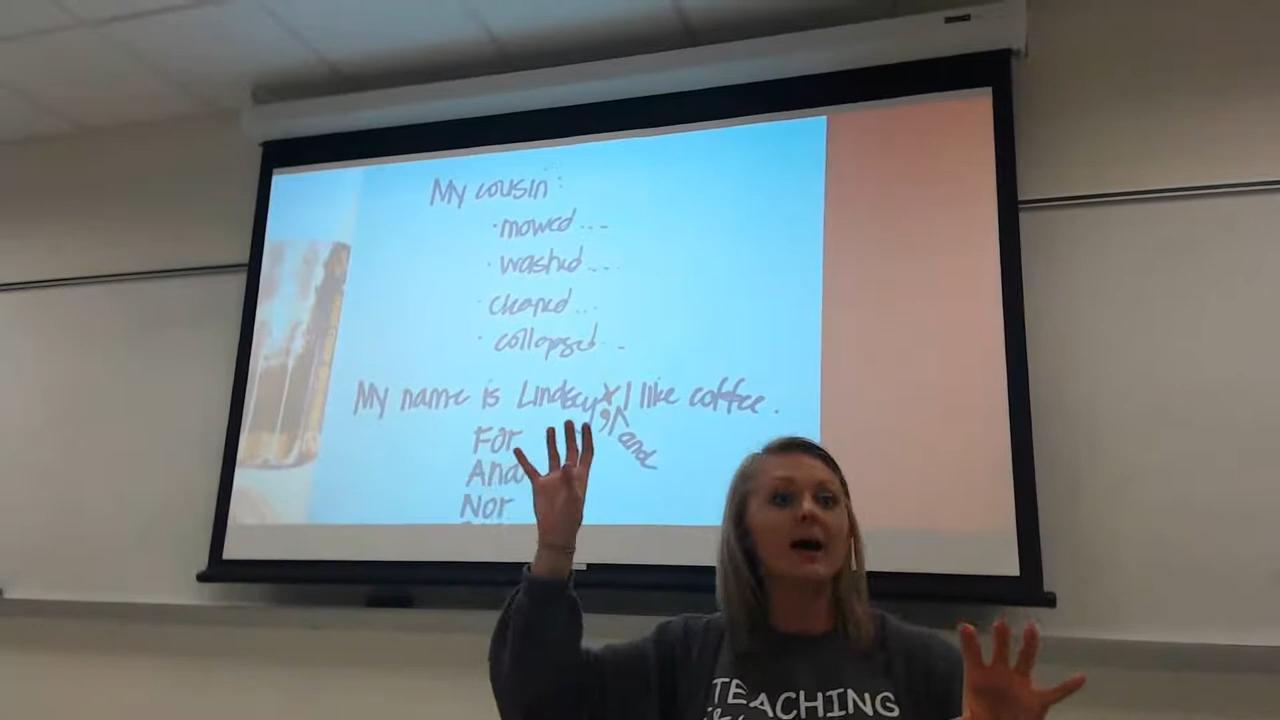 My cousin:
· mowed...
· washed...
· cleaned...
· collapsed...
My name is Lindsey, I like coffee.
and
For
And
Nor
TEACHING